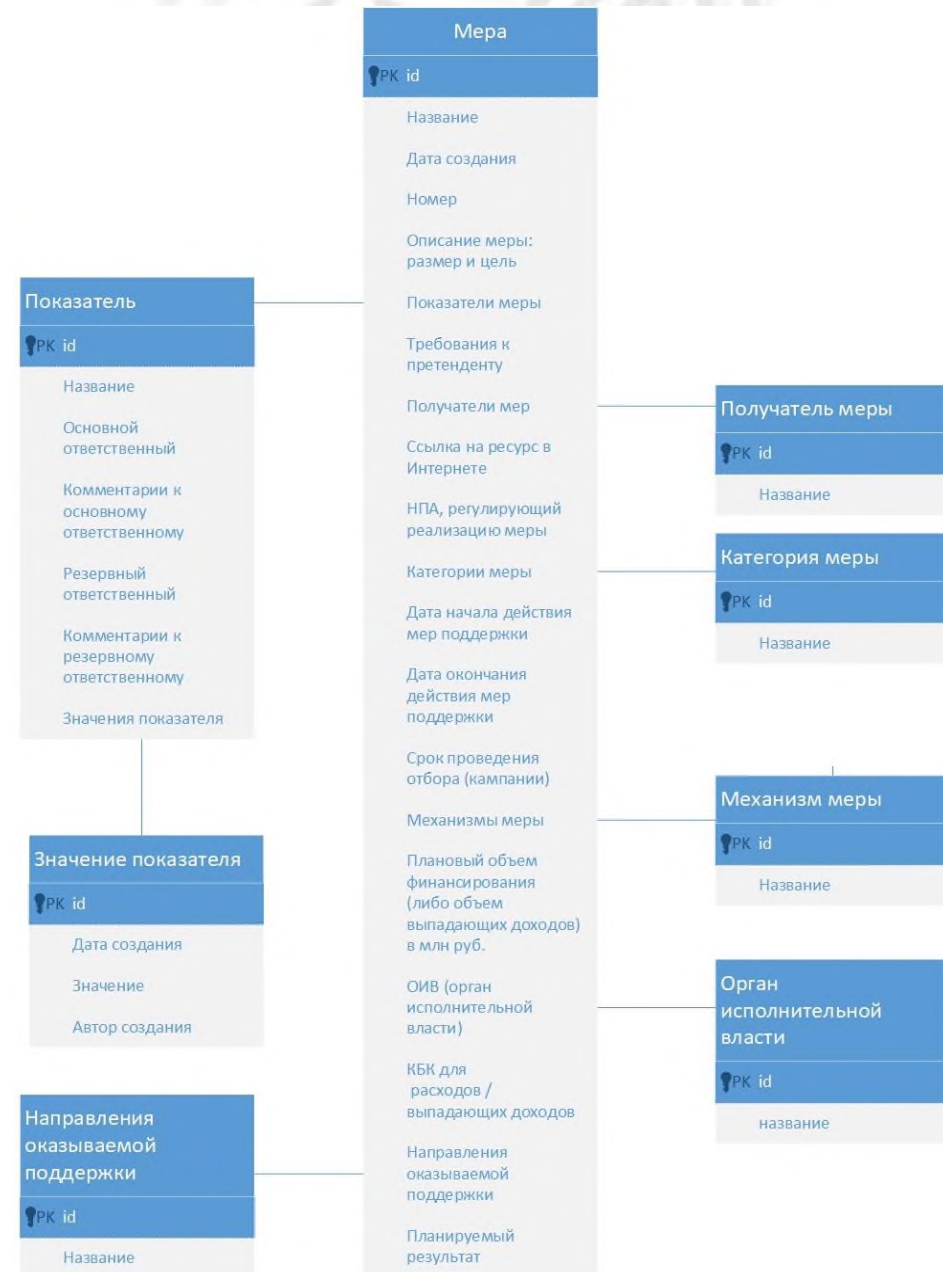 Мера
PK id
Название
Дата создания
Номер
Описание меры:
размер и цель
Показатели меры
Требования к
претенденту
Получатели мер
Ссылка на ресурс в
Интернете
НПА, регулирующий
реализацию меры
Категории меры
Дата начала действия
мер поддержки
Дата окончания
действия мер
поддержки
Срок проведения
отбора (кампании)
Механизмы меры
Плановый объем
финансирования
(либо объем
выпадающих доходов)
в млн руб.
ОИВ (орган
исполнительной
власти)
КБК для
расходов /
выпадающих доходов
Направления
оказываемой
поддержки
Планируемый
результат
Показатель
PK id
Название
Основной
ответственный
Комментарии к
основному
ответственному
Резервный
ответственный
Комментарии к
резервному
ответственному
Значения показателя
Значение показателя
PK id
Дата создания
Значение
Автор создания
Направления
оказываемой
поддержки
PK id
Название
Получатель меры
PK id
Название
Категория меры
PK id
Название
Механизм меры
PK id
Название
Орган
исполнительной
власти
PK id
название